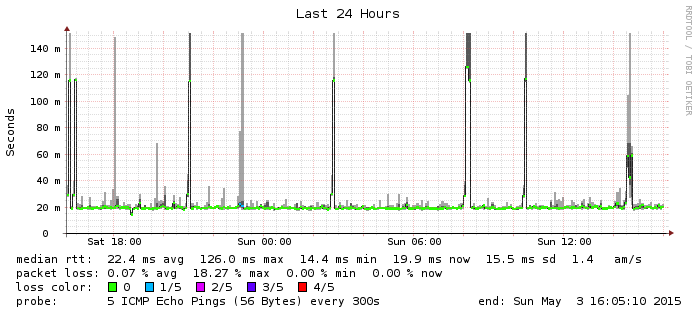 Last 24 Hours
RRDTOOL / TOBI OETIKER
Seconds
140 m
120 m
100 m
80 m
60 m
40 m
20 m
0
Sat 18:00 Sun 00:00 Sun 06:00 Sun 12:00
median rtt: 22.4 ms avg 126.0 ms max 14.4 ms min 19.9 ms now 15.5 ms sd 1.4 am/s
packet loss: 0.07 % avg 18.27 % max 0.00 % min 0.00 % now
loss color: 0 1/5 2/5 3/5 4/5
probe: 5 ICMP Echo Pings (56 Bytes) every 300s end: Sun May 3 16:05:10 2015